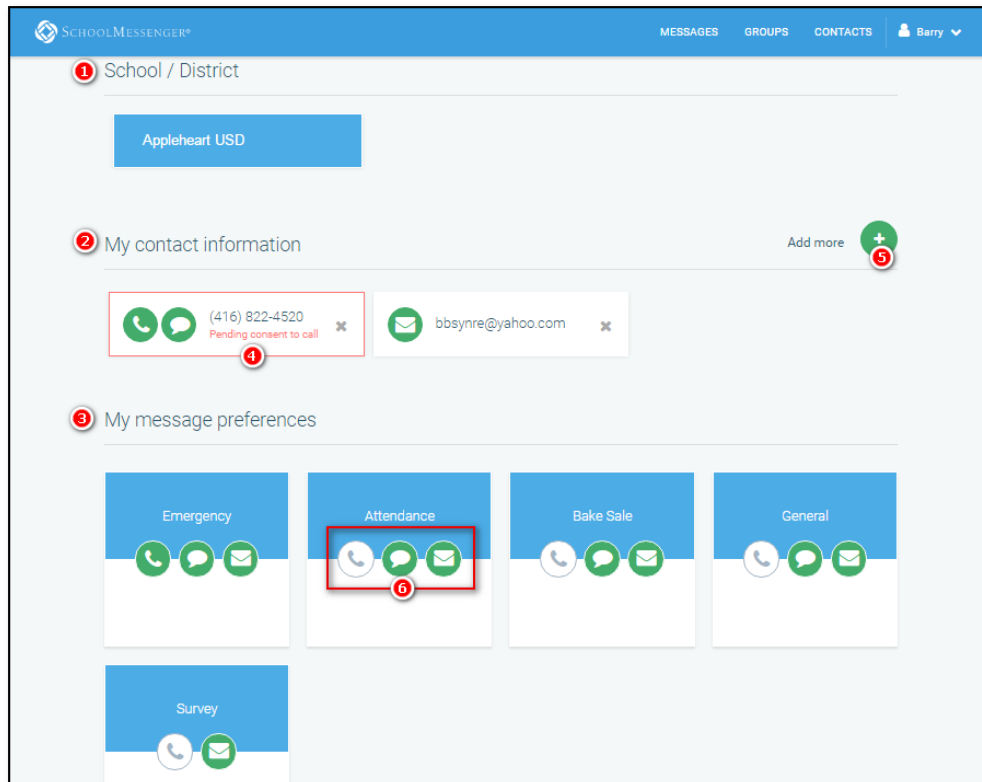 SCHOOLMESSENGER® MESSAGES GROUPS CONTACTS Barry
1 School / District
Appleheart USD
2 My contact information Add more
5
(416) 822-4520 bbsynre@yahoo.com
Pending consent to call
4
3 My message preferences
Emergency Attendance Bake Sale General
6
Survey